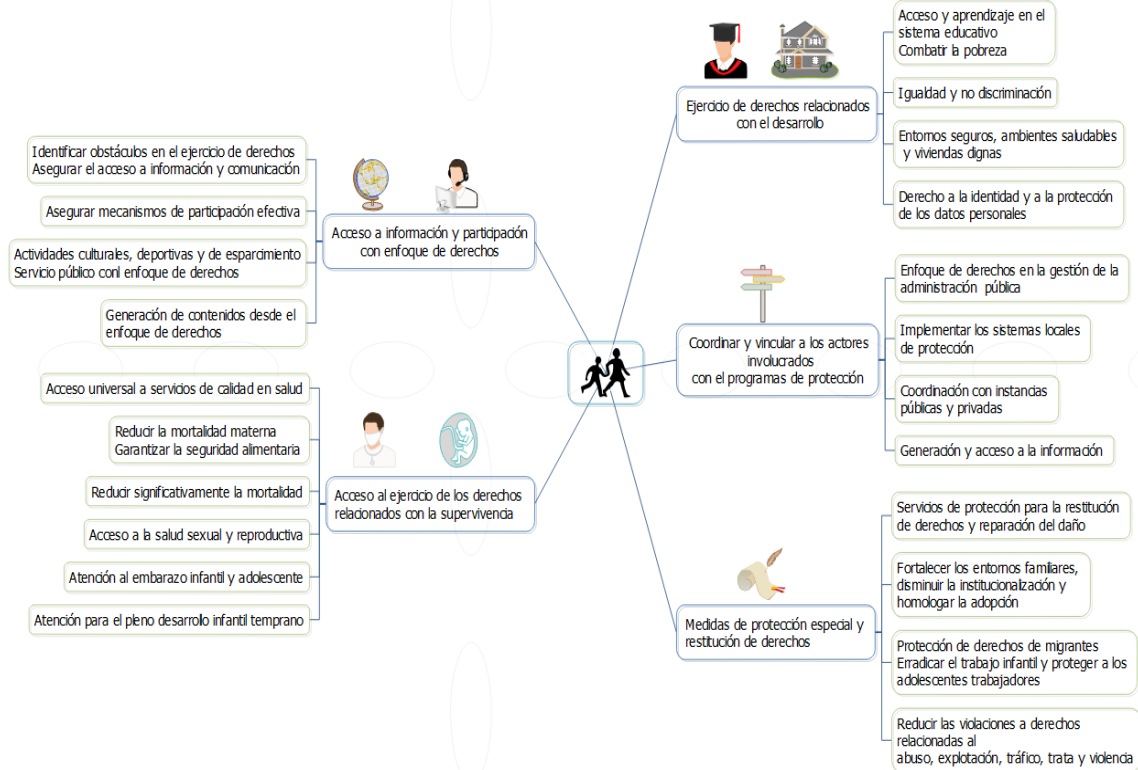 Acceso y aprendizaje en el
sistema educativo
Combatir la pobreza
Ejercicio de derechos relacionados
con el desarrollo
Igualdad y no discriminación
Entornos seguros, ambientes saludables
y viviendas dignas
Derecho a la identidad y a la protección
de los datos personales
Identificar obstáculos en el ejercicio de derechos
Asegurar el acceso a información y comunicación
Asegurar mecanismos de participación efectiva
Acceso a información y participación
con enfoque de derechos
Actividades culturales, deportivas y de esparcimiento
Servicio público conl enfoque de derechos
Generación de contenidos desde el
enfoque de derechos
Enfoque de derechos en la gestión de la
administración pública
Coordinar y vincular a los actores
involucrados
con el programas de protección
Implementar los sistemas locales
de protección
Coordinación con instancias
públicas y privadas
Generación y acceso a la información
Acceso universal a servicios de calidad en salud
Reducir la mortalidad materna
Garantizar la seguridad alimentaria
Reducir significativamente la mortalidad
Acceso al ejercicio de los derechos
relacionados con la supervivencia
Acceso a la salud sexual y reproductiva
Atención al embarazo infantil y adolescente
Atención para el pleno desarrollo infantil temprano
Servicios de protección para la restitución
de derechos y reparación del daño
Fortalecer los entornos familiares,
disminuir la institucionalización y
homologar la adopción
Medidas de protección especial y
restitución de derechos
Protección de derechos de migrantes
Erradicar el trabajo infantil y proteger a los
adolescentes trabajadores
Reducir las violaciones a derechos
relacionadas al
abuso, explotación, tráfico, trata y violencia